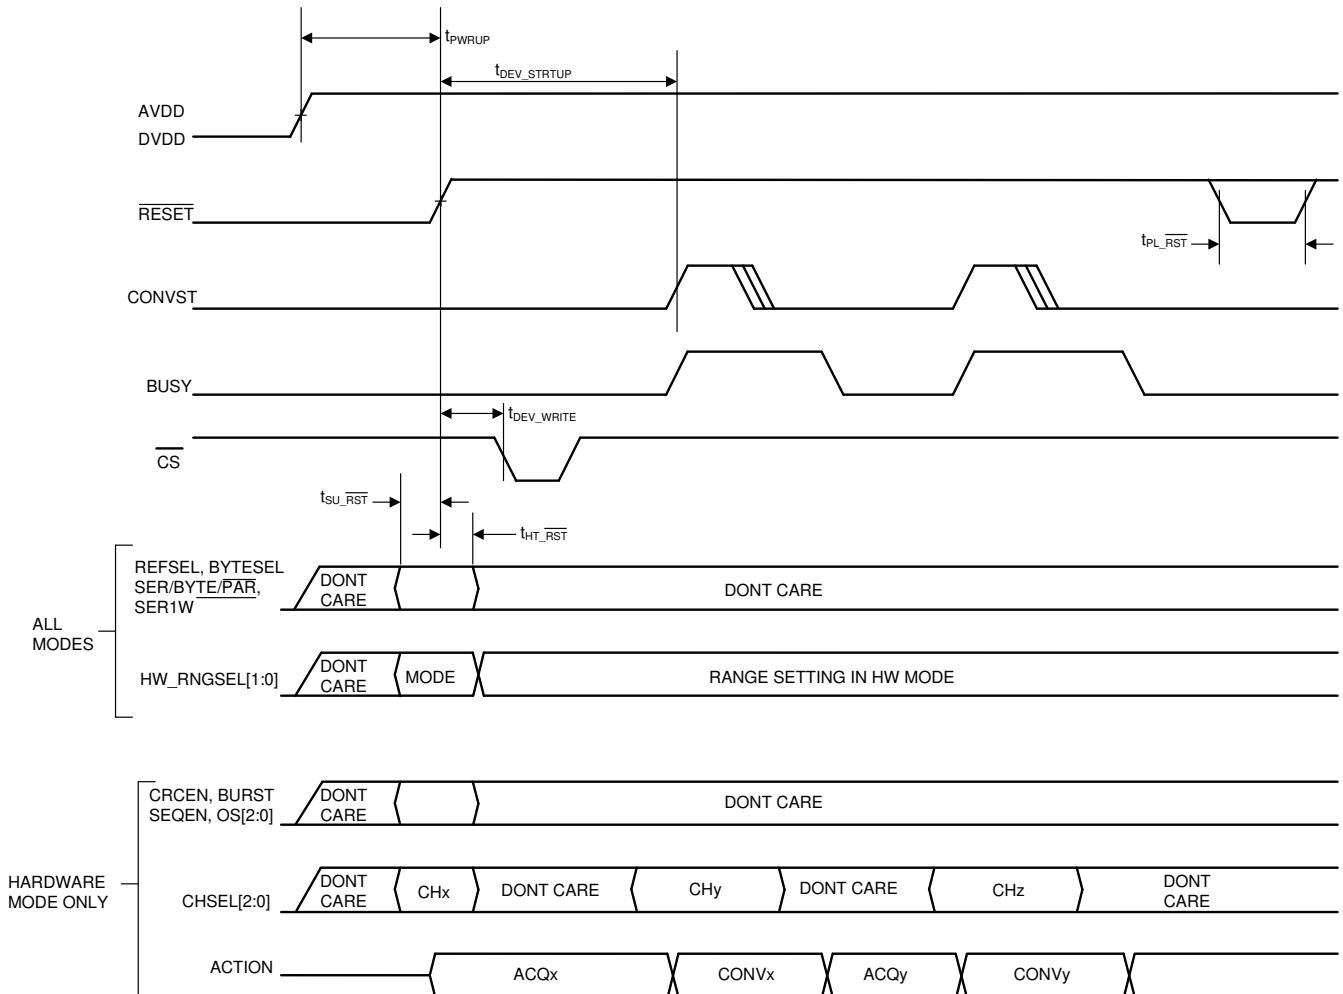 tPWRUP
tDEV_STRTUP
AVDD
DVDD
RESET
tPL_RST
CONVST
BUSY
tDEV_WRITE
CS
tSU_RST
tHT_RST
ALL
MODES
REFSEL, BYTESEL
SER/BYTE/PAR,
SER1W
DONT
CARE
DONT CARE
HW_RNGSEL[1:0]
DONT
CARE
MODE
RANGE SETTING IN HW MODE
HARDWARE
MODE ONLY
CRCEN, BURST
SEQEN, OS[2:0]
DONT
CARE
DONT CARE
CHSEL[2:0]
DONT
CARE
CHx
DONT CARE
CHy
DONT CARE
CHz
DONT
CARE
ACTION
ACQx
CONVx
ACQy
CONVy